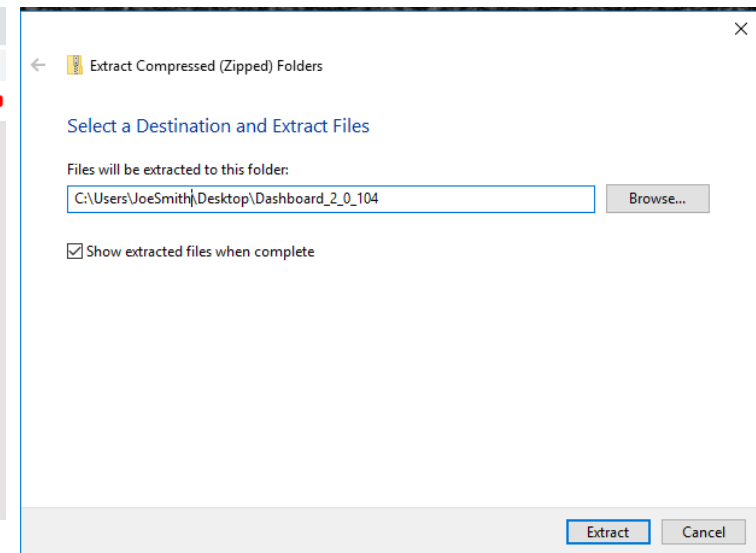 Extract Compressed (Zipped) Folders
Select a Destination and Extract Files
Files will be extracted to this folder:
C:\Users\JoeSmith\Desktop\Dashboard_2_0_104
Browse...
Show extracted files when complete
Extract
Cancel